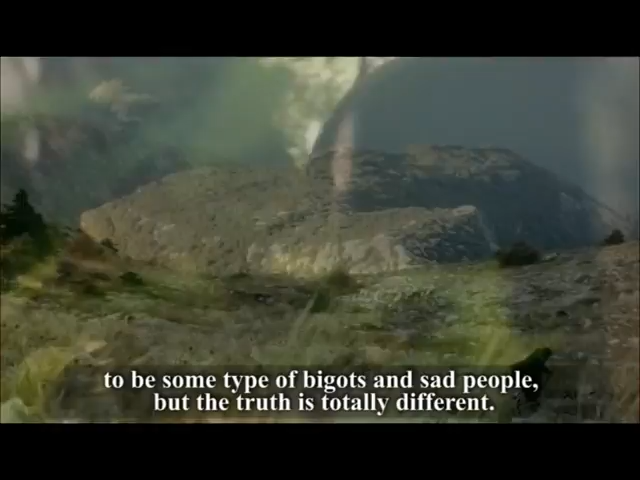 to be some type of bigots and sad people,
but the truth is totally different.